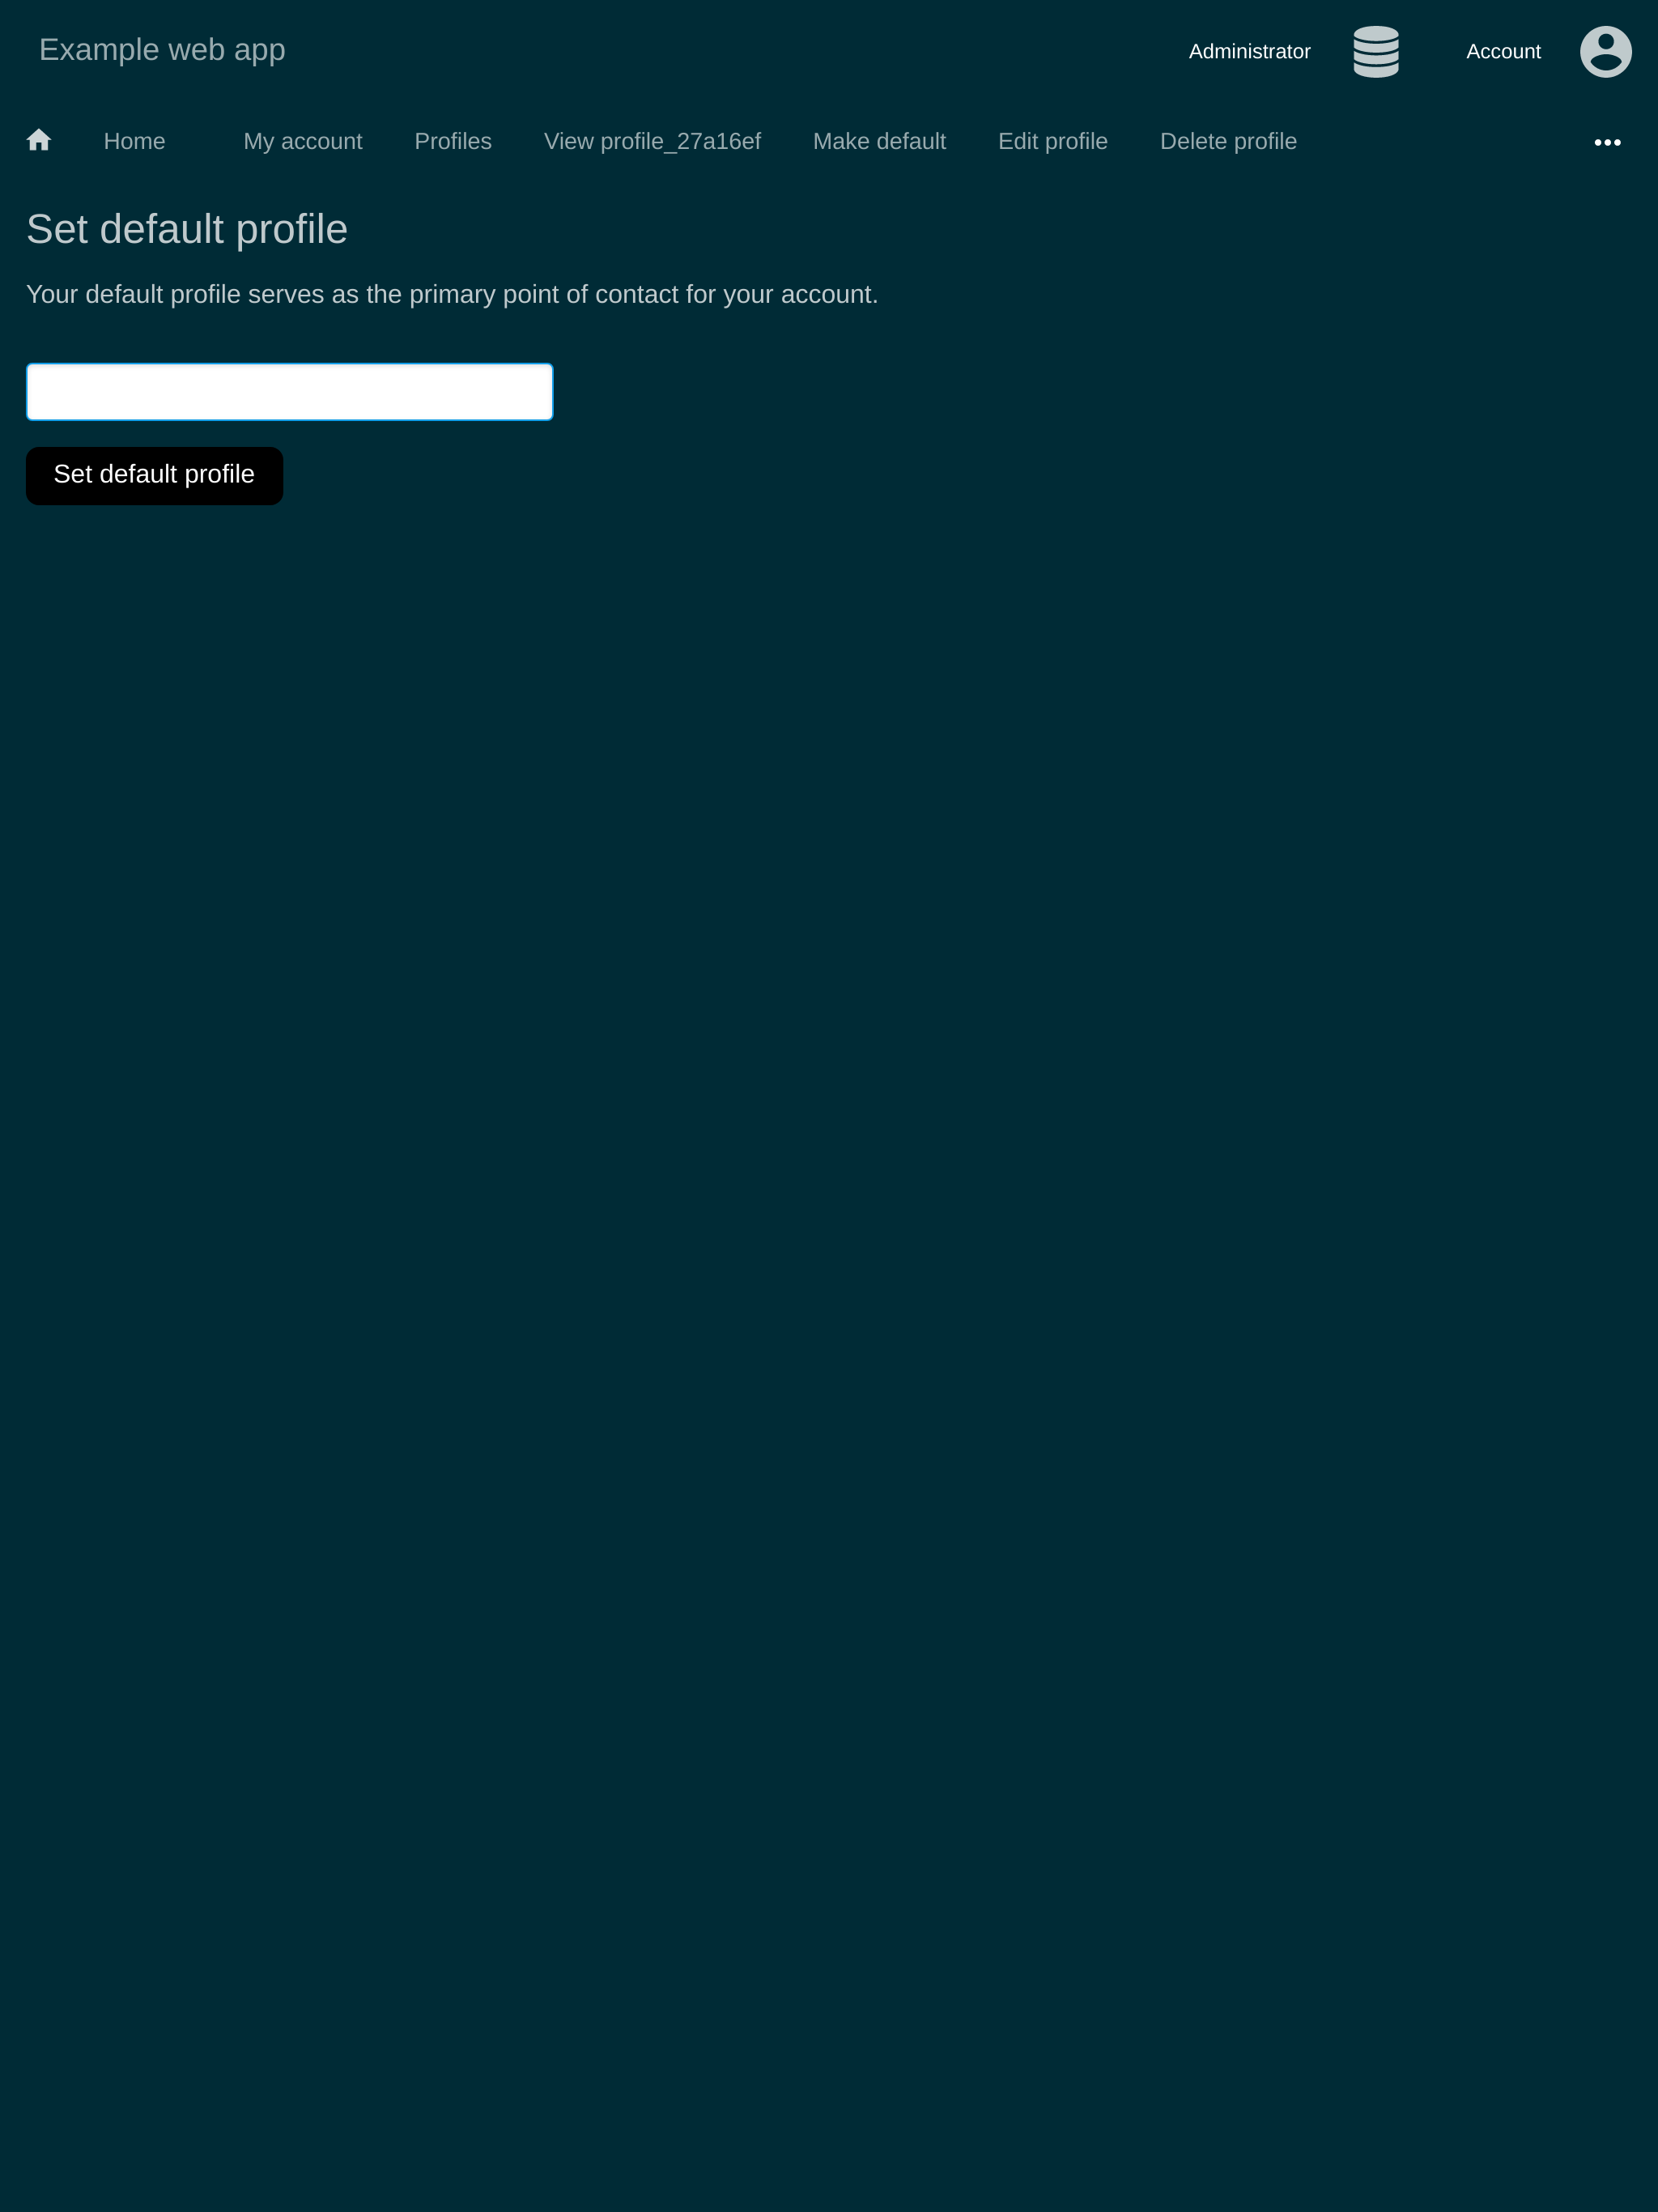 Example web app
Administrator
Account
Home
My account
Profiles
View profile_27a16ef
Make default
Edit profile
Delete profile
Set default profile
Your default profile serves as the primary point of contact for your account.
Set default profile